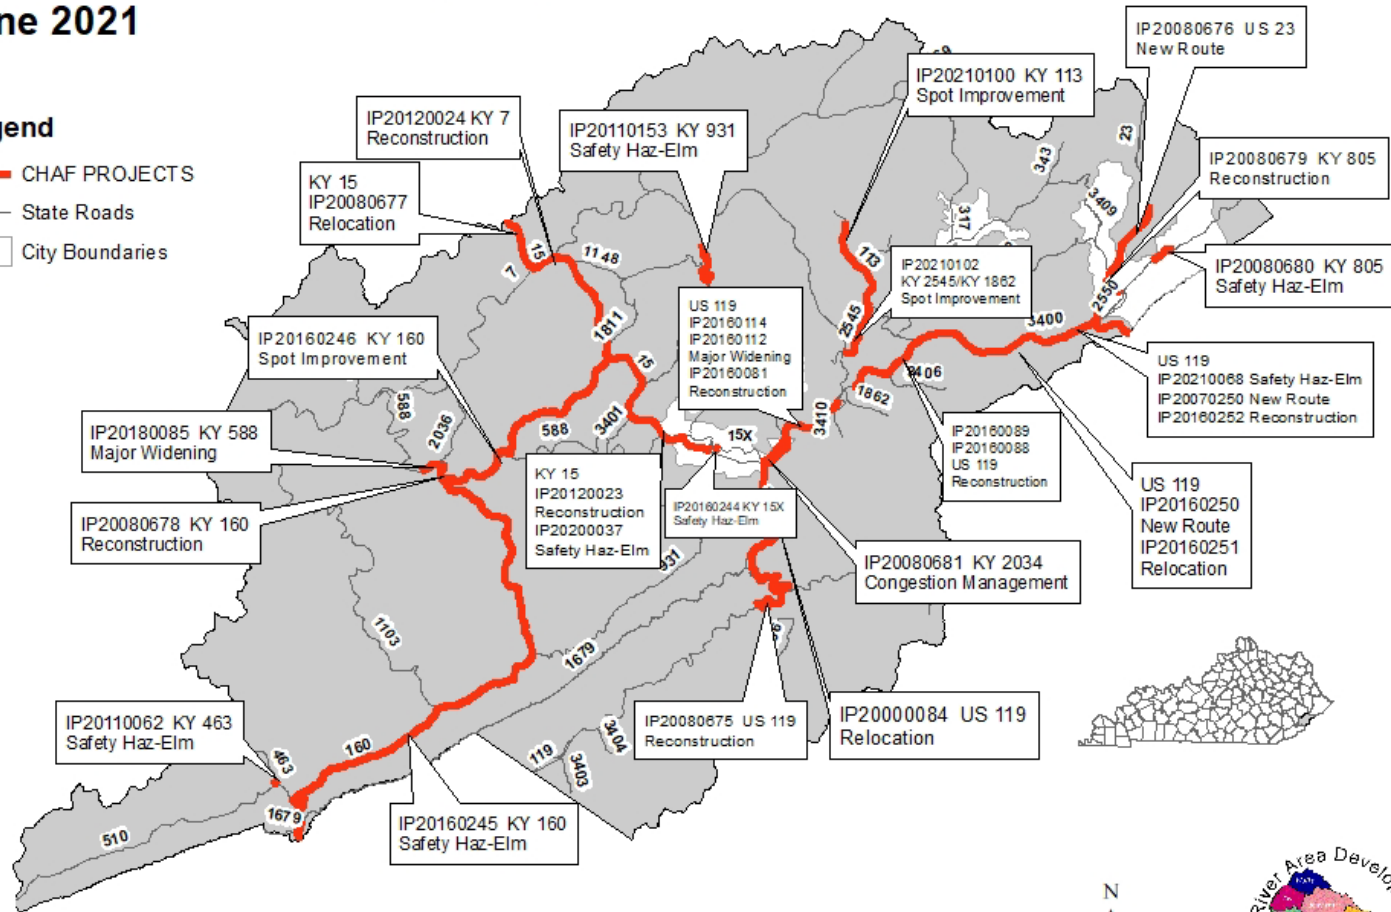 ne 2021
gend
CHAF PROJECTS
State Roads
City Boundaries
IP20080676 US 23
New Route
IP20210100 KY 113
Spot Improvement
IP20120024 KY 7
Reconstruction
IP20110153 KY 931
Safety Haz-Elm
KY 15
IP20080677
Relocation
IP20080679 KY 805
Reconstruction
IP20080680 KY 805
Safety Haz-Elm
IP20210102
KY 2545/KY 1862
Spot Improvement
US 119
IP20160114
IP20160112
Major Widening
IP20160081
Reconstruction
IP20160246 KY 160
Spot Improvement
US 119
IP20210068 Safety Haz-Elm
IP20070250 New Route
IP20160252 Reconstruction
IP20180085 KY 588
Major Widening
IP20160089
IP20160088
US 119
Reconstruction
KY 15
IP20120023
Reconstruction
IP20200037
Safety Haz-Elm
US 119
IP20160250
New Route
IP20160251
Relocation
IP20160244 KY 15X
Safety Haz-Elm
IP20080678 KY 160
Reconstruction
IP20080681 KY 2034
Congestion Management
IP20110062 KY 463
Safety Haz-Elm
IP20080675 US 119
Reconstruction
IP20000084 US 119
Relocation
IP20160245 KY 160
Safety Haz-Elm
23
343
3409
317
113
2545
2550
3400
1862
3410
15
7
1148
1811
15
588
2036
588
3401
15X
931
1103
1679
160
463
1679
510
119
3403
3404
N
River Area Develo